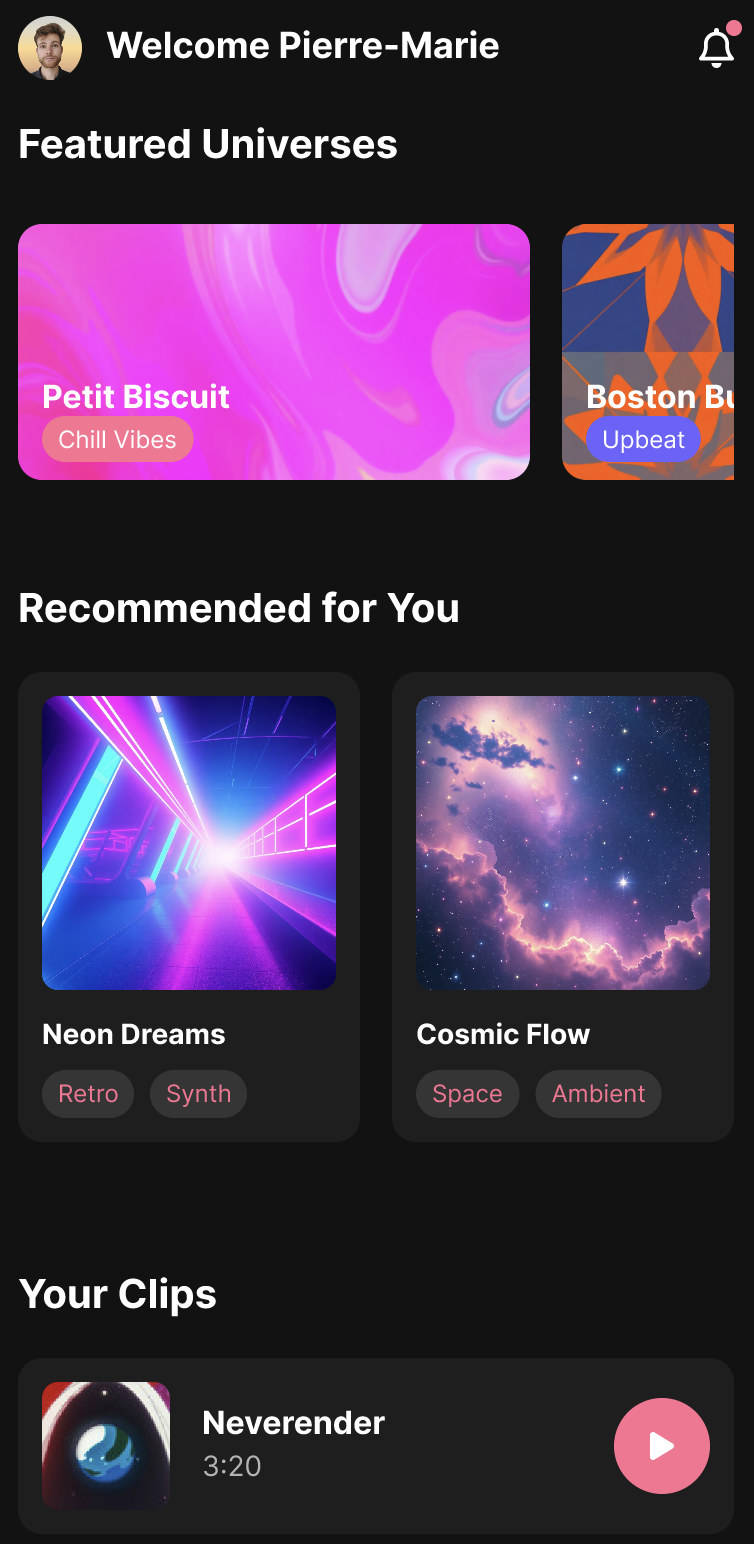 Welcome Pierre-Marie
Featured Universes
Petit Biscuit
Chill Vibes
Boston
Upbeat
Recommended for You
Neon Dreams
Retro
Synth
Cosmic Flow
Space
Ambient
Your Clips
Neverender
3:20